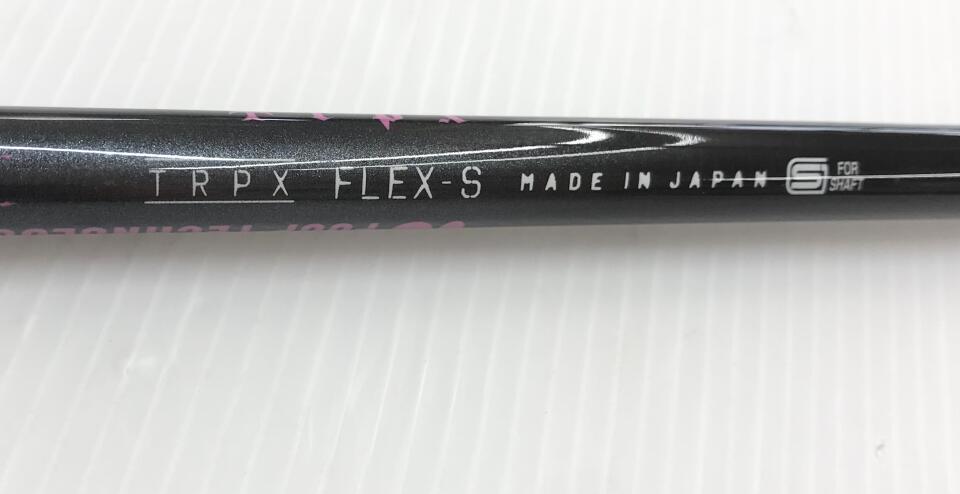 TRPX FLEX-S MADE IN JAPAN S FOR SHAFT